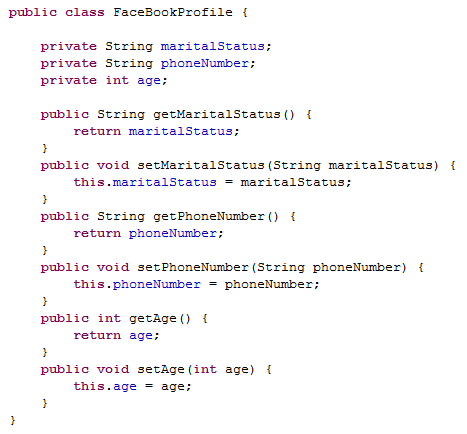 public class FaceBookProfile {
private String maritalStatus;
private String phoneNumber;
private int age;
public String getMaritalStatus() {
return maritalStatus;
}
public void setMaritalStatus(String maritalStatus) {
this.maritalStatus = maritalStatus;
}
public String getPhoneNumber() {
return phoneNumber;
}
public void setPhoneNumber(String phoneNumber) {
this.phoneNumber = phoneNumber;
}
public int getAge() {
return age;
}
public void setAge(int age) {
this.age = age;
}
}